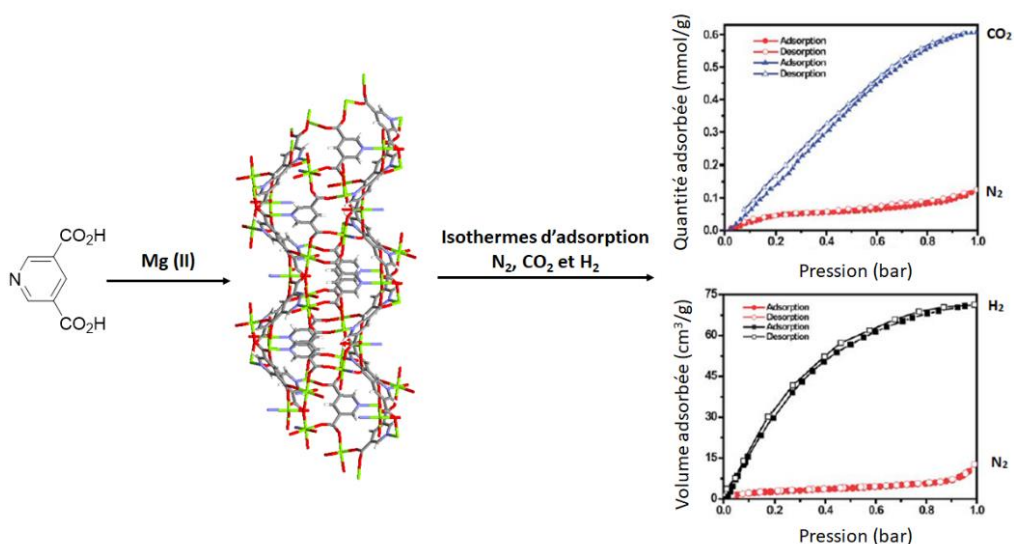 CO₂H
N
CO₂H
Mg (II)
Isothermes d'adsorption
N₂, CO₂ et H₂
Quantité adsorbée (mmol/g)
0.6
0.5
0.4
0.3
0.2
0.1
0.0
Adsorption
Desorption
Adsorption
Desorption
CO₂
N₂
0.0 0.2 0.4 0.6 0.8 1.0
Pression (bar)
Volume adsorbée (cm³/g)
75
60
45
30
15
0
Adsorption
Desorption
Adsorption
Desorption
H₂
N₂
0.0 0.2 0.4 0.6 0.8 1.0
Pression (bar)